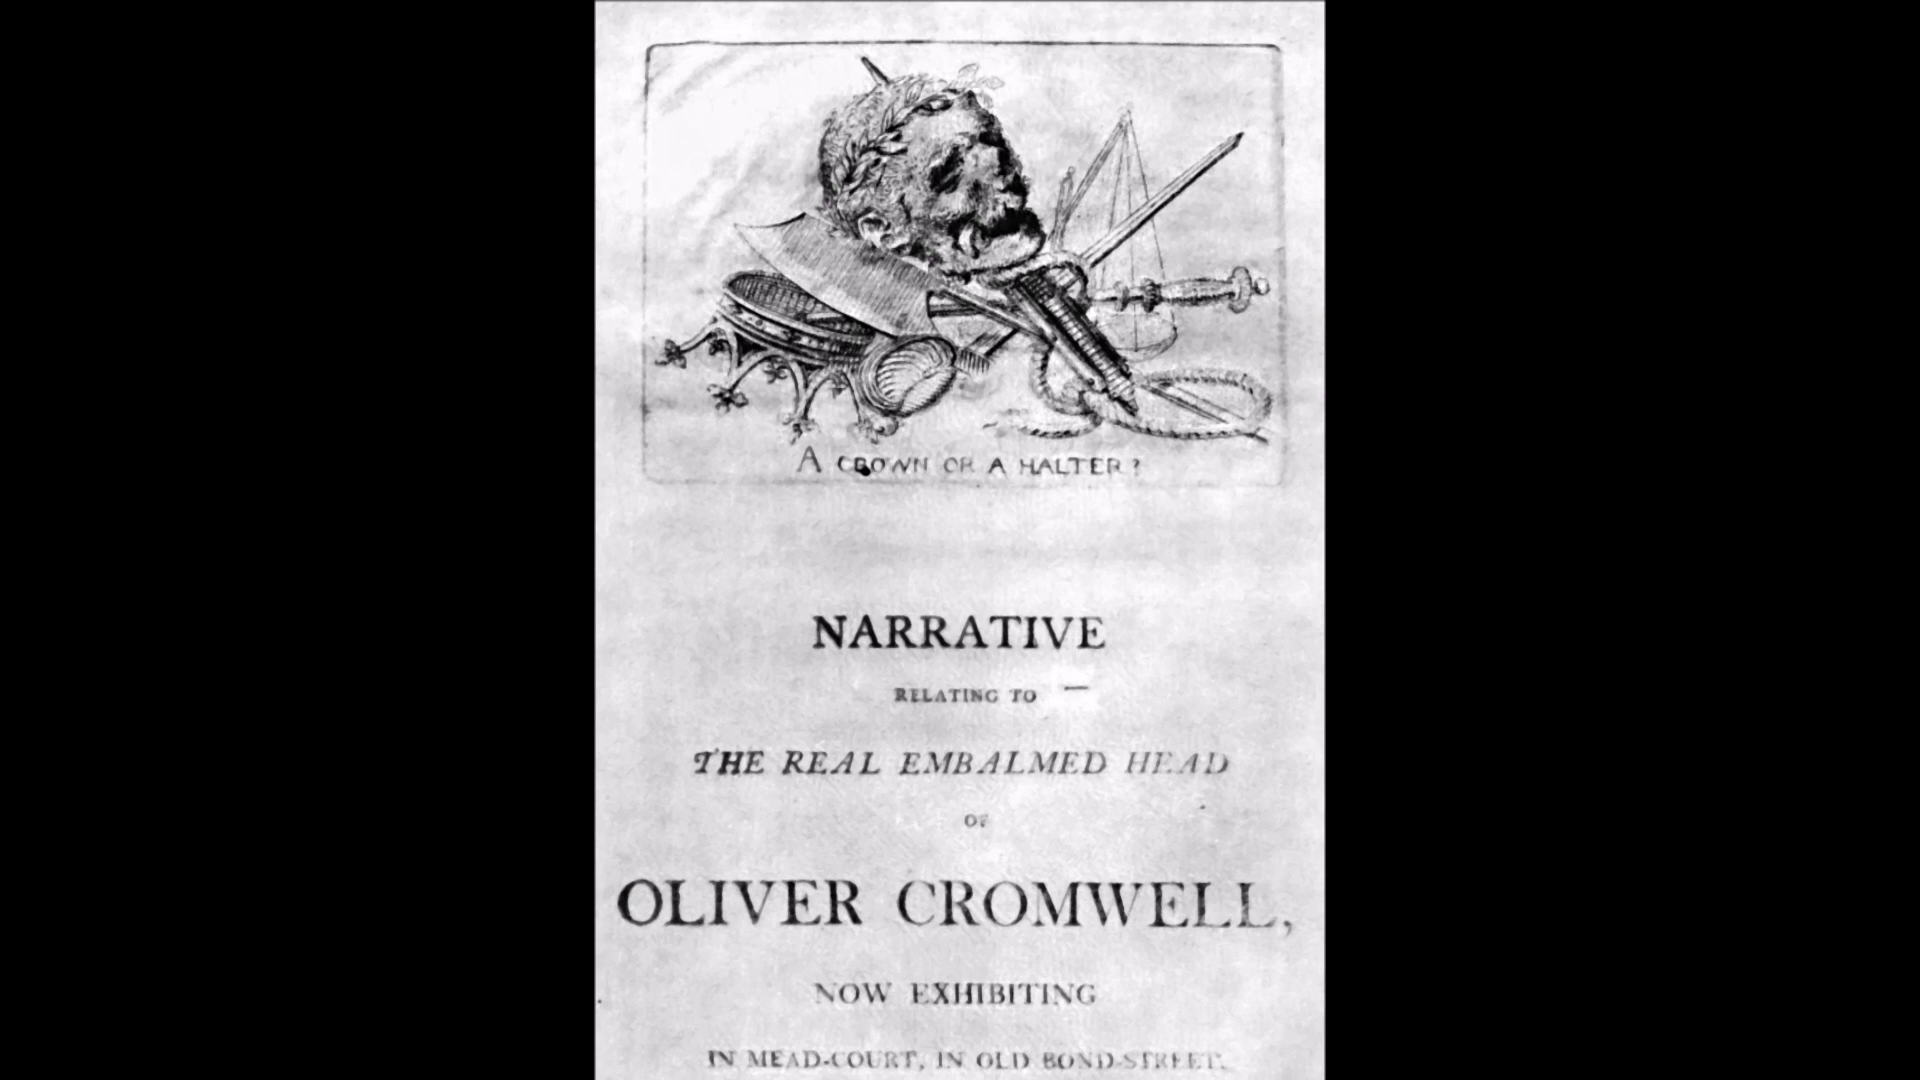 A CROWN OR A HALTER?
NARRATIVE
RELATING TO
THE REAL EMBALMED HEAD
OF
OLIVER CROMWELL,
NOW EXHIBITING
IN MEAD-COURT, IN OLD BOND-STREET.